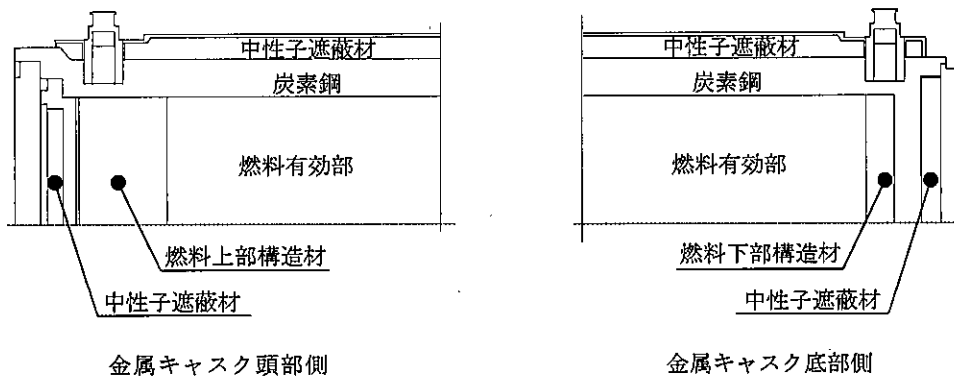 中性子遮蔽材
炭素鋼
燃料有効部
燃料上部構造材
中性子遮蔽材
金属キャスク頭部側
中性子遮蔽材
炭素鋼
燃料有効部
燃料下部構造材
中性子遮蔽材
金属キャスク底部側